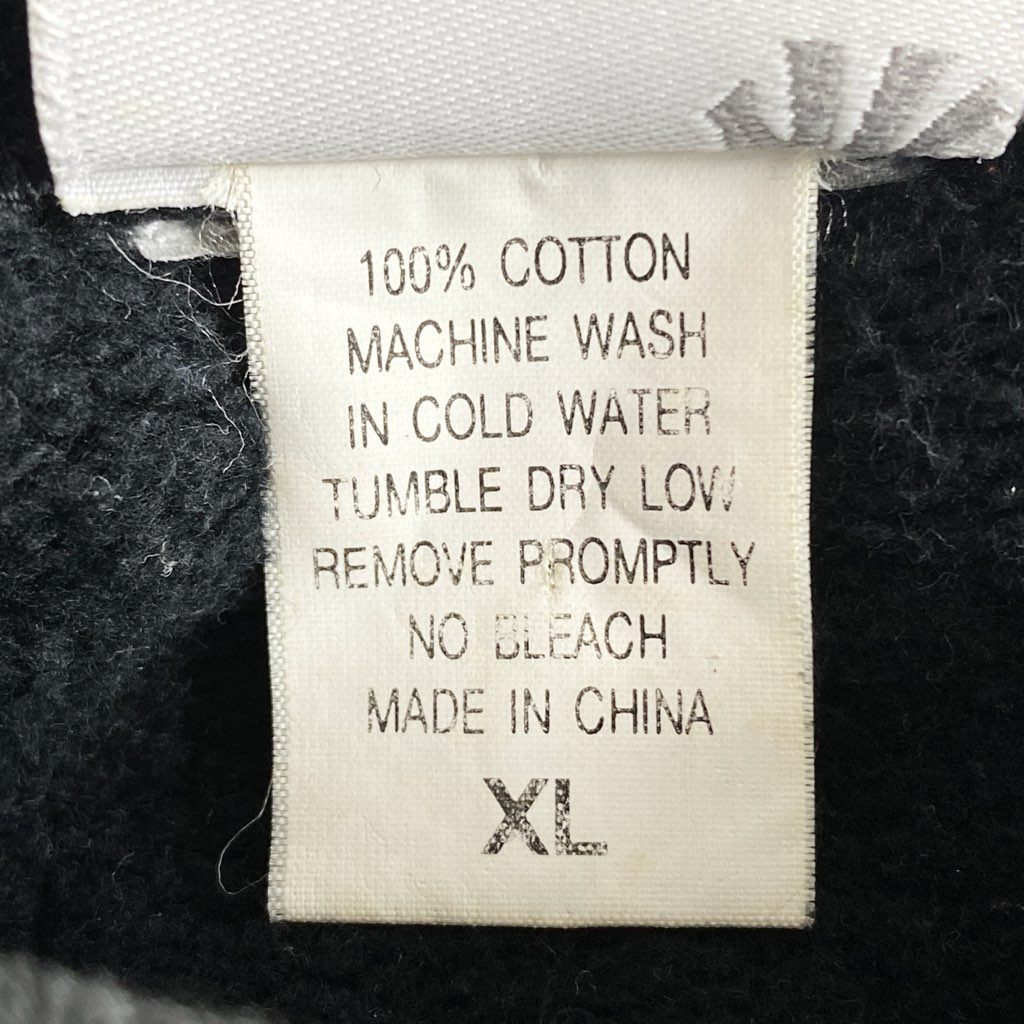 100% COTTON
MACHINE WASH
IN COLD WATER
TUMBLE DRY LOW
REMOVE PROMPTLY
NO BLEACH
MADE IN CHINA
XL